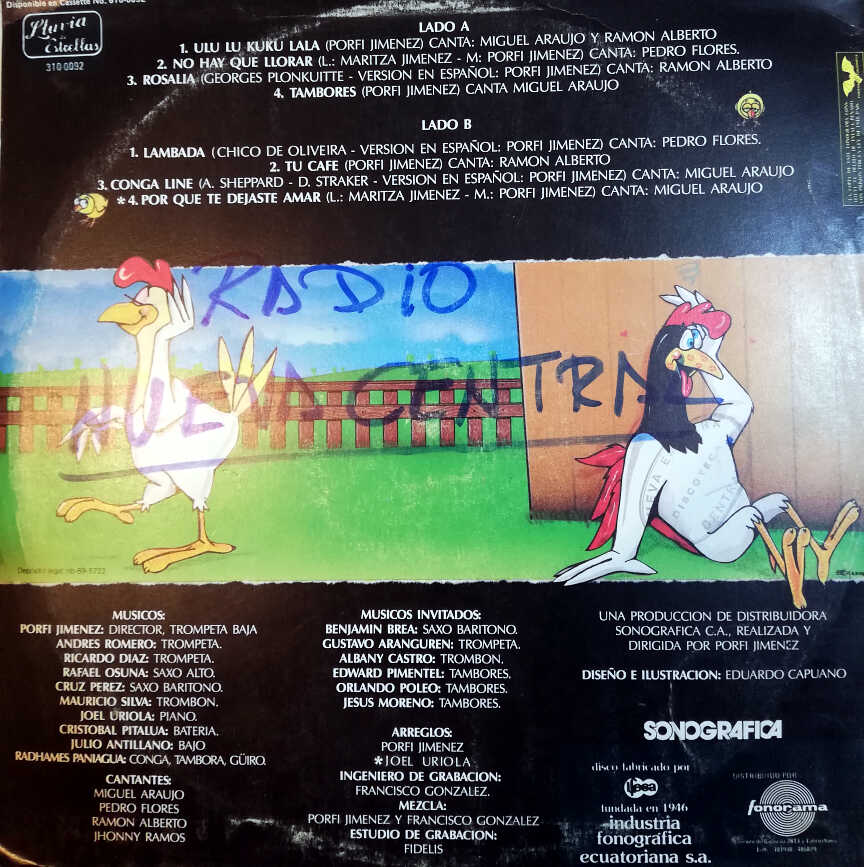 Disponible en Cassette No. 610-0092
Lluvia
de
Estrellas
310 0092
LADO A
1. ULU LU KUKU LALA (PORFI JIMENEZ) CANTA: MIGUEL ARAUJO Y RAMON ALBERTO
2. NO HAY QUE LLORAR (L.: MARITZA JIMENEZ - M: PORFI JIMENEZ) CANTA: PEDRO FLORES.
3. ROSALIA (GEORGES PLONKUITTE - VERSION EN ESPAÑOL: PORFI JIMENEZ) CANTA: RAMON ALBERTO
4. TAMBORES (PORFI JIMENEZ) CANTA MIGUEL ARAUJO
LADO B
1. LAMBADA (CHICO DE OLIVEIRA - VERSION EN ESPAÑOL: PORFI JIMENEZ) CANTA: PEDRO FLORES.
2. TU CAFE (PORFI JIMENEZ) CANTA: RAMON ALBERTO
3. CONGA LINE (A. SHEPPARD - D. STRAKER - VERSION EN ESPAÑOL: PORFI JIMENEZ) CANTA: MIGUEL ARAUJO
*4. POR QUE TE DEJASTE AMAR (L.: MARITZA JIMENEZ - M.: PORFI JIMENEZ) CANTA: MIGUEL ARAUJO
RADIO
NUEVA CENTRAL
DISCOTECA
Deposito legal: nb-89-5722
MUSICOS:
PORFI JIMENEZ: DIRECTOR, TROMPETA BAJA
ANDRES ROMERO: TROMPETA.
RICARDO DIAZ: TROMPETA.
RAFAEL OSUNA: SAXO ALTO.
CRUZ PEREZ: SAXO BARITONO.
MAURICIO SILVA: TROMBON.
JOEL URIOLA: PIANO.
CRISTOBAL PITALUA: BATERIA.
JULIO ANTILLANO: BAJO
RADHAMES PANIAGUA: CONGA, TAMBORA, GÜIRO.
CANTANTES:
MIGUEL ARAUJO
PEDRO FLORES
RAMON ALBERTO
JHONNY RAMOS
MUSICOS INVITADOS:
BENJAMIN BREA: SAXO BARITONO.
GUSTAVO ARANGUREN: TROMPETA.
ALBANY CASTRO: TROMBON.
EDWARD PIMENTEL: TAMBORES.
ORLANDO POLEO: TAMBORES.
JESUS MORENO: TAMBORES.
ARREGLOS:
PORFI JIMENEZ
*JOEL URIOLA
INGENIERO DE GRABACION:
FRANCISCO GONZALEZ.
MEZCLA:
PORFI JIMENEZ Y FRANCISCO GONZALEZ
ESTUDIO DE GRABACION:
FIDELIS
UNA PRODUCCION DE DISTRIBUIDORA
SONOGRAFICA C.A., REALIZADA Y
DIRIGIDA POR PORFI JIMENEZ
DISEÑO E ILUSTRACION: EDUARDO CAPUANO
SONOGRAFICA
disco fabricado por
fundada en 1946
industria
fonográfica
ecuatoriana s.a.
DISTRIBUIDO POR:
fonorama